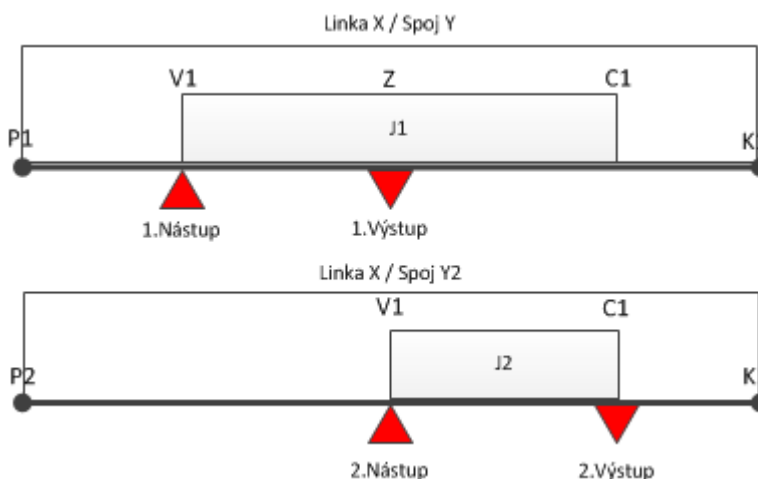 Linka X / Spoj Y
V1 Z C1
J1
P1 K
1.Nástup 1.Výstup
Linka X / Spoj Y2
V1 C1
J2
P2 K
2.Nástup 2.Výstup